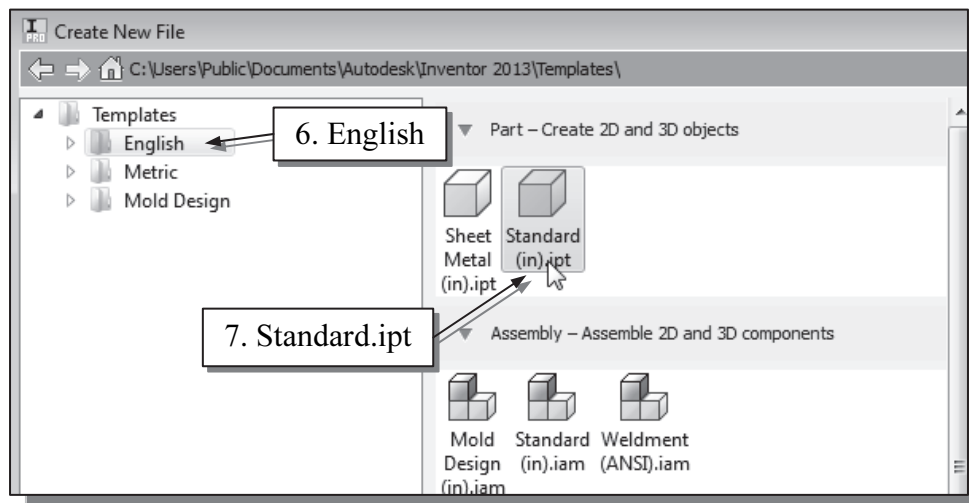 I PRO Create New File
C:\Users\Public\Documents\Autodesk\Inventor 2013\Templates\
Templates
English
Metric
Mold Design
6. English
Part – Create 2D and 3D objects
Sheet Metal (in).ipt
Standard (in).ipt
7. Standard.ipt
Assembly – Assemble 2D and 3D components
Mold Design (in).iam
Standard (in).iam
Weldment (ANSI).iam